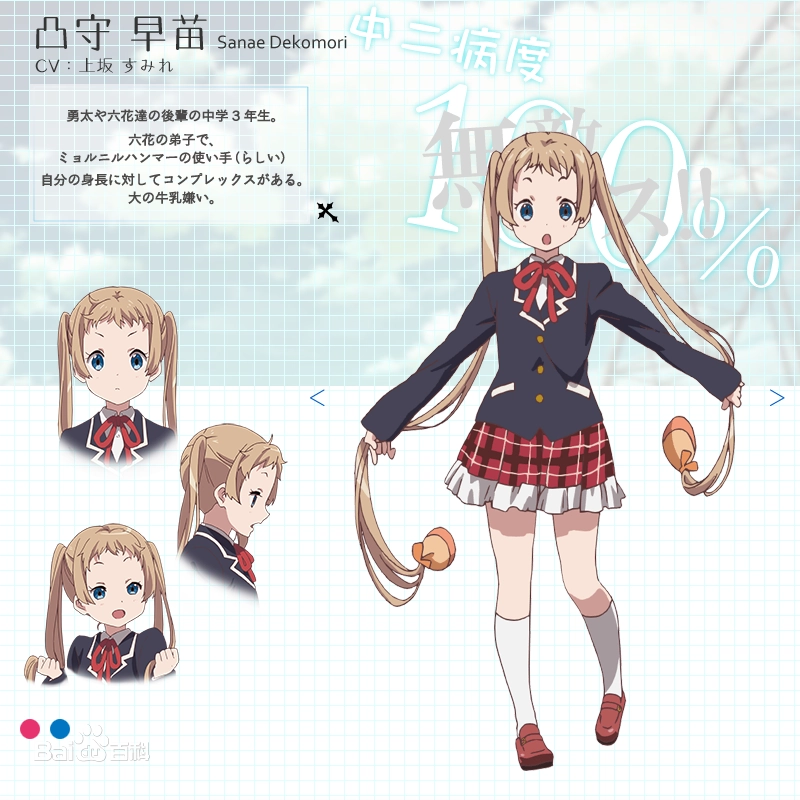 凸守 早苗 Sanae Dekomori
CV：上坂 すみれ
中二病度
100%
無敵
デス!!
勇太や六花達の後輩の中学3年生。
六花の弟子で、
ミョルニルハンマーの使い手（らしい）
自分の身長に対してコンプレックスがある。
大の牛乳嫌い。
<
>
Bai百科